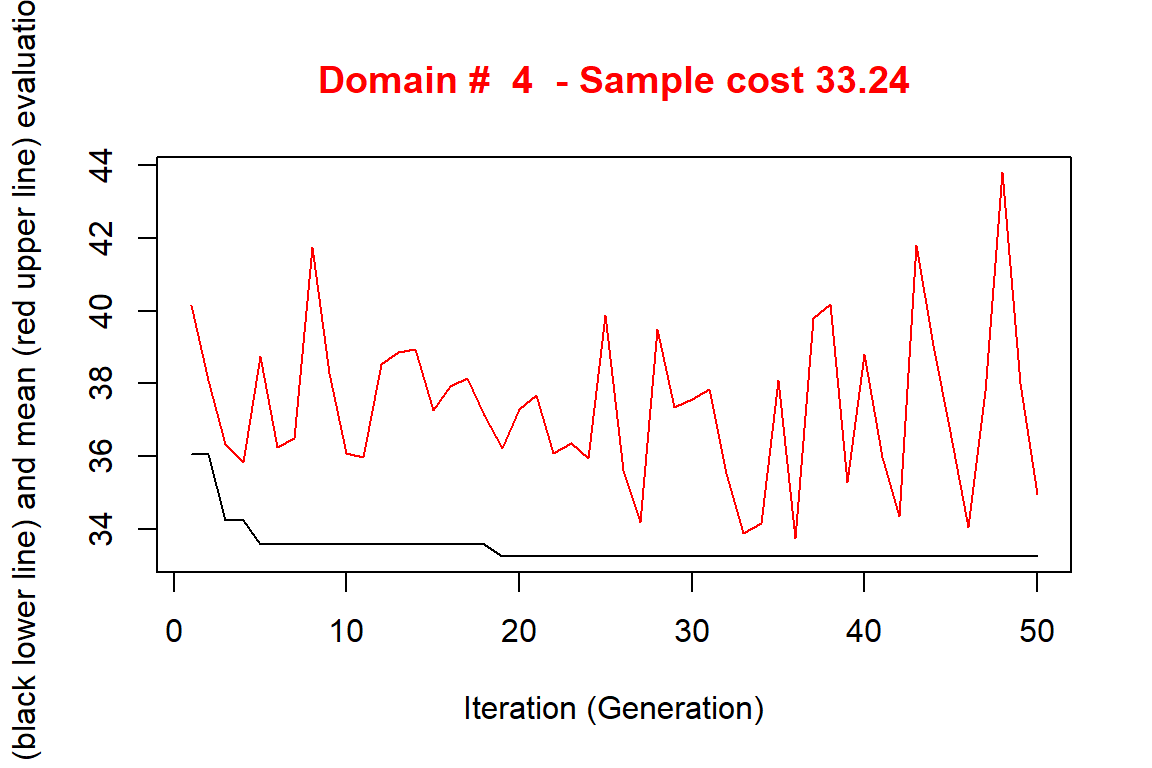 Domain # 4 - Sample cost 33.24
(black lower line) and mean (red upper line) evaluatio
44
42
40
38
36
34
0 10 20 30 40 50
Iteration (Generation)